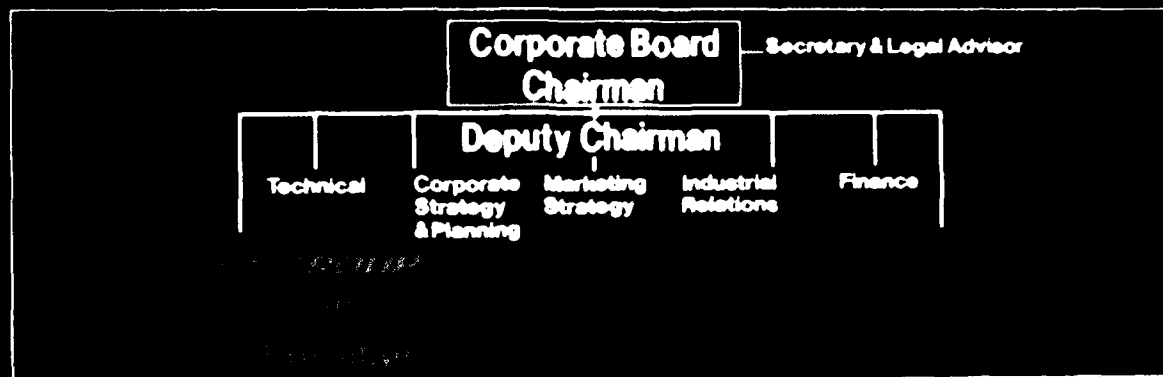 Corporate Board
Chairman
Secretary & Legal Advisor
Deputy Chairman
Technical
Corporate
Strategy
& Planning
Marketing
Strategy
Industrial
Relations
Finance